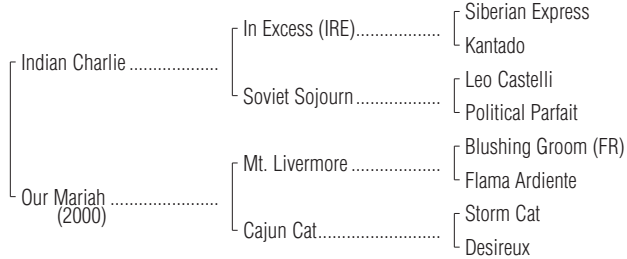 Siberian Express
In Excess (IRE)....................
Kantado
Indian Charlie .....................
Leo Castelli
Soviet Sojourn ....................
Political Parfait
Blushing Groom (FR)
Mt. Livermore .....................
Flama Ardiente
Our Mariah .........................
(2000)
Storm Cat
Cajun Cat.............................
Desireux